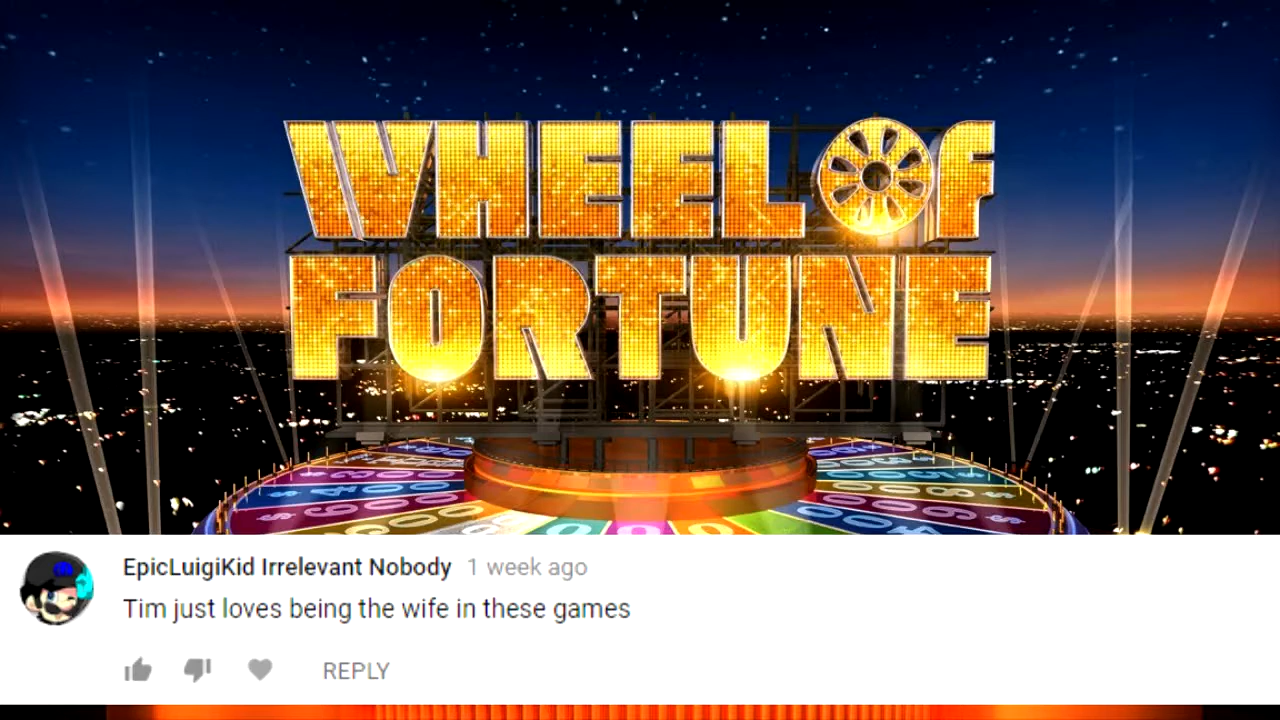 WHEEL OF
FORTUNE
EpicLuigiKid Irrelevant Nobody 1 week ago
Tim just loves being the wife in these games
REPLY